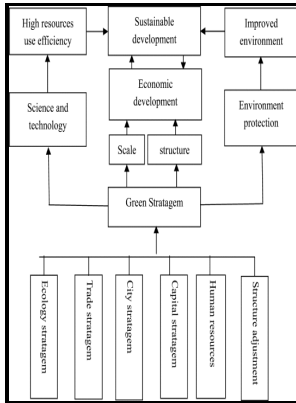 High resources
use efficiency
Sustainable
development
Improved
environment
Economic
development
Science and
technology
Environment
protection
Scale
structure
Green Stratagem
Ecology stratagem
Trade stratagem
City stratagem
Capital stratagem
Human resources
Structure adjustment